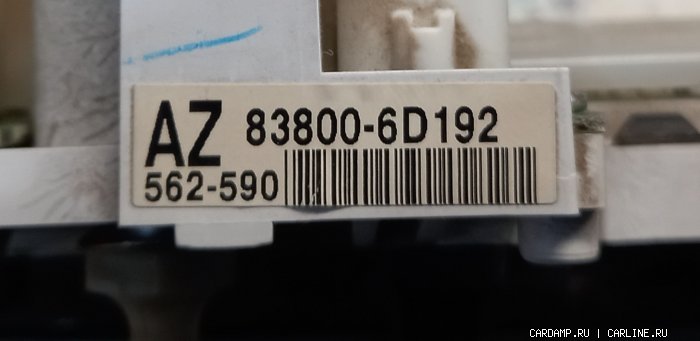 AZ 83800-6D192
562-590
CARDAMP.RU | CARLINE.RU